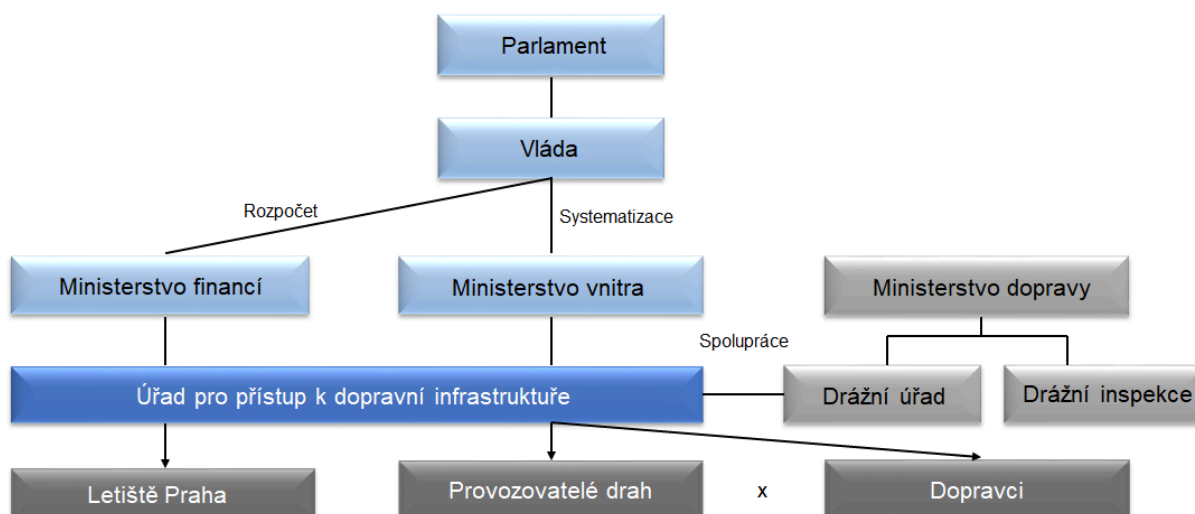 Parlament
Vláda
Rozpočet
Systematizace
Ministerstvo financí
Ministerstvo vnitra
Ministerstvo dopravy
Spolupráce
Úřad pro přístup k dopravní infrastruktuře
Drážní úřad
Drážní inspekce
Letiště Praha
Provozovatelé drah
x
Dopravci